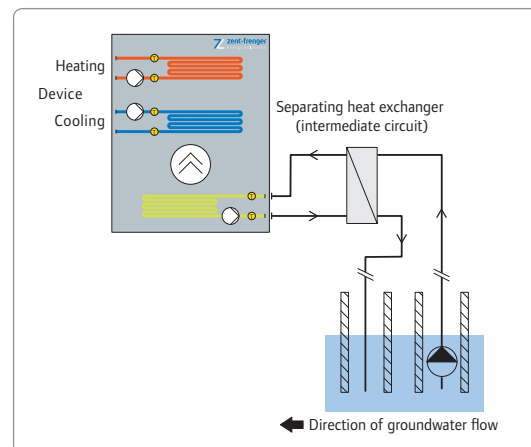 zent-frenger
Heating
Device
Cooling
Separating heat exchanger
(intermediate circuit)
T
T
T
T
T
T
Direction of groundwater flow